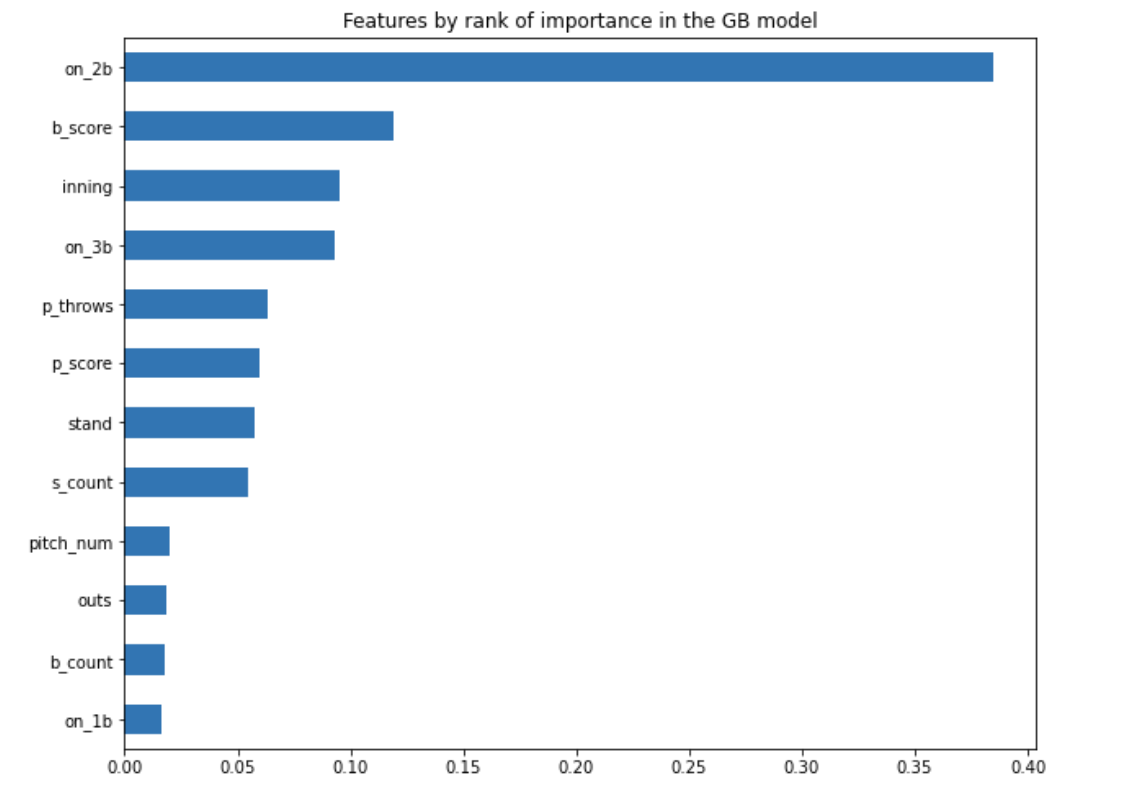 Features by rank of importance in the GB model
on_2b
b_score
inning
on_3b
p_throws
p_score
stand
s_count
pitch_num
outs
b_count
on_1b
0.00 0.05 0.10 0.15 0.20 0.25 0.30 0.35 0.40